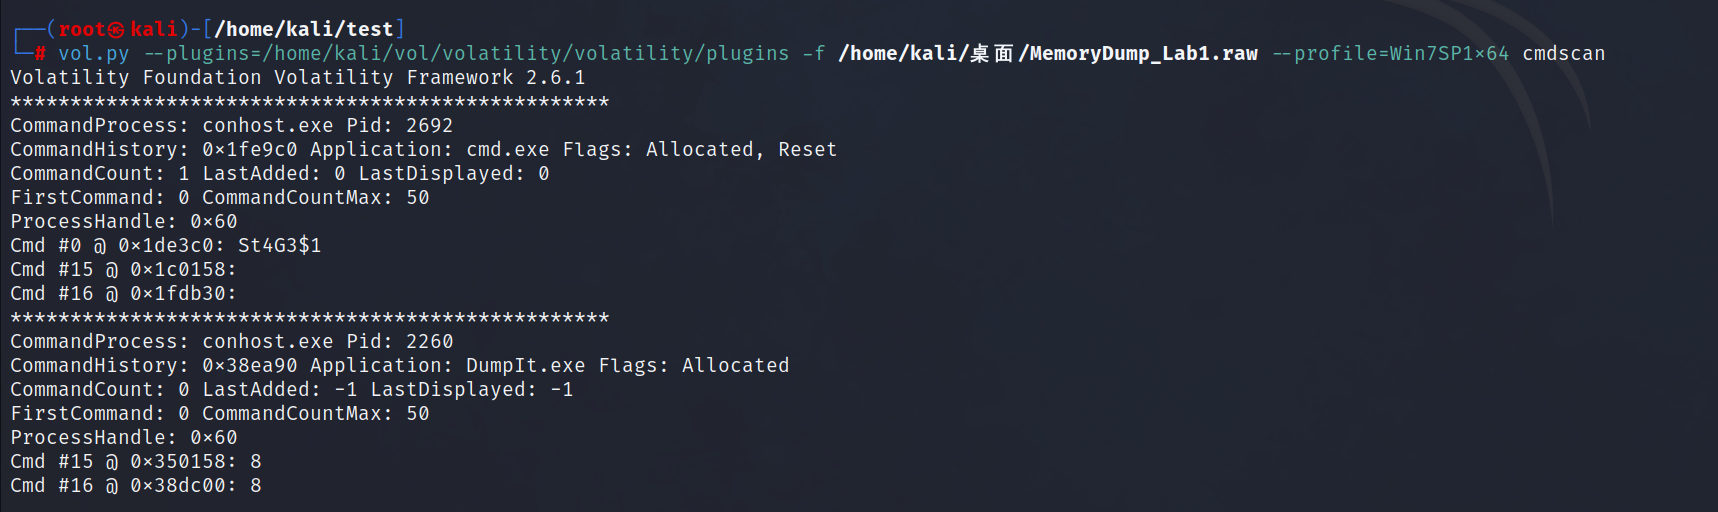 ┌──(root㉿kali)-[/home/kali/test]
└─# vol.py --plugins=/home/kali/vol/volatility/volatility/plugins -f /home/kali/桌面/MemoryDump_Lab1.raw --profile=Win7SP1x64 cmdscan
Volatility Foundation Volatility Framework 2.6.1
**************************************************
CommandProcess: conhost.exe Pid: 2692
CommandHistory: 0x1fe9c0 Application: cmd.exe Flags: Allocated, Reset
CommandCount: 1 LastAdded: 0 LastDisplayed: 0
FirstCommand: 0 CommandCountMax: 50
ProcessHandle: 0x60
Cmd #0 @ 0x1de3c0: St4G3$1
Cmd #15 @ 0x1c0158:
Cmd #16 @ 0x1fdb30:
**************************************************
CommandProcess: conhost.exe Pid: 2260
CommandHistory: 0x38ea90 Application: DumpIt.exe Flags: Allocated
CommandCount: 0 LastAdded: -1 LastDisplayed: -1
FirstCommand: 0 CommandCountMax: 50
ProcessHandle: 0x60
Cmd #15 @ 0x350158: 8
Cmd #16 @ 0x38dc00: 8